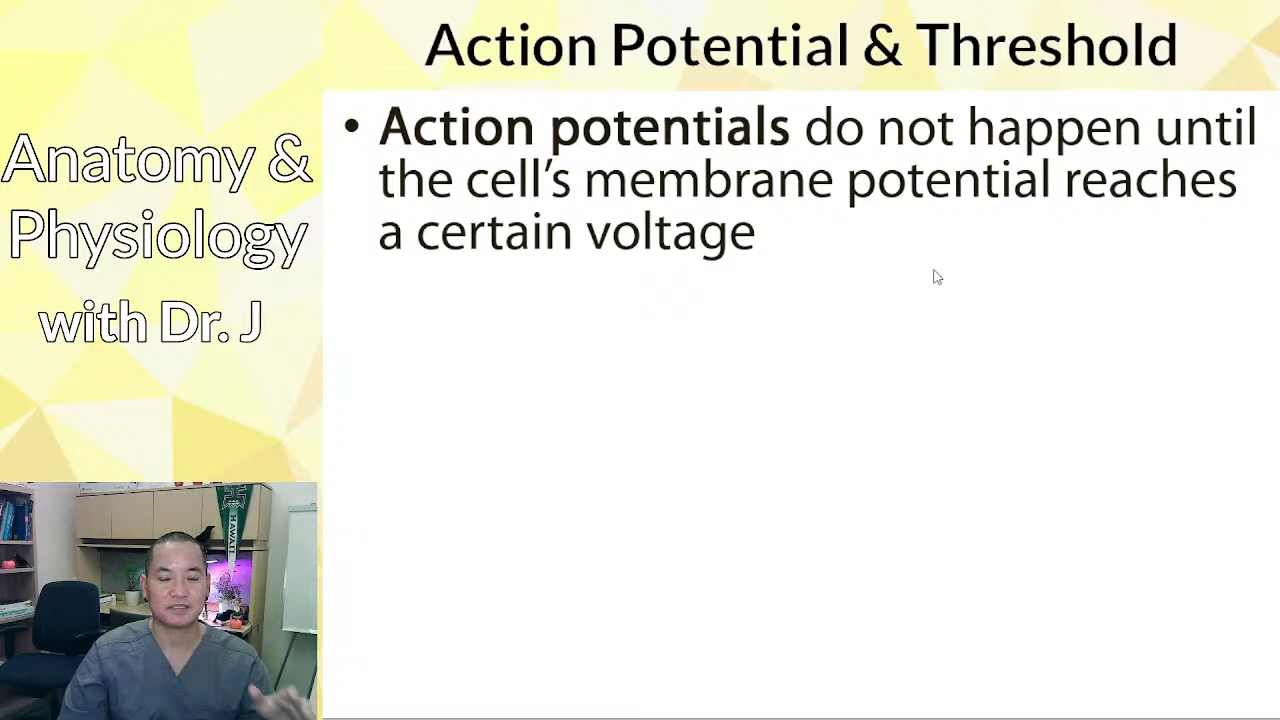 Action Potential & Threshold
Anatomy &
Physiology
with Dr. J
• Action potentials do not happen until
the cell's membrane potential reaches
a certain voltage
HAWAII